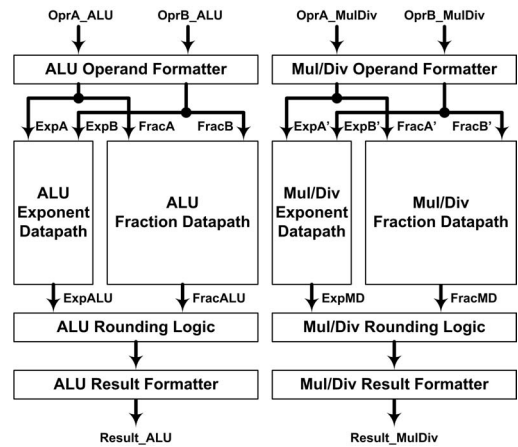 OprA_ALU OprB_ALU OprA_MulDiv OprB_MulDiv
ALU Operand Formatter Mul/Div Operand Formatter
ExpA ExpB FracA FracB ExpA' ExpB' FracA' FracB'
ALU
Exponent
Datapath
ALU
Fraction Datapath
Mul/Div
Exponent
Datapath
Mul/Div
Fraction Datapath
ExpALU FracALU ExpMD FracMD
ALU Rounding Logic Mul/Div Rounding Logic
ALU Result Formatter Mul/Div Result Formatter
Result_ALU Result_MulDiv